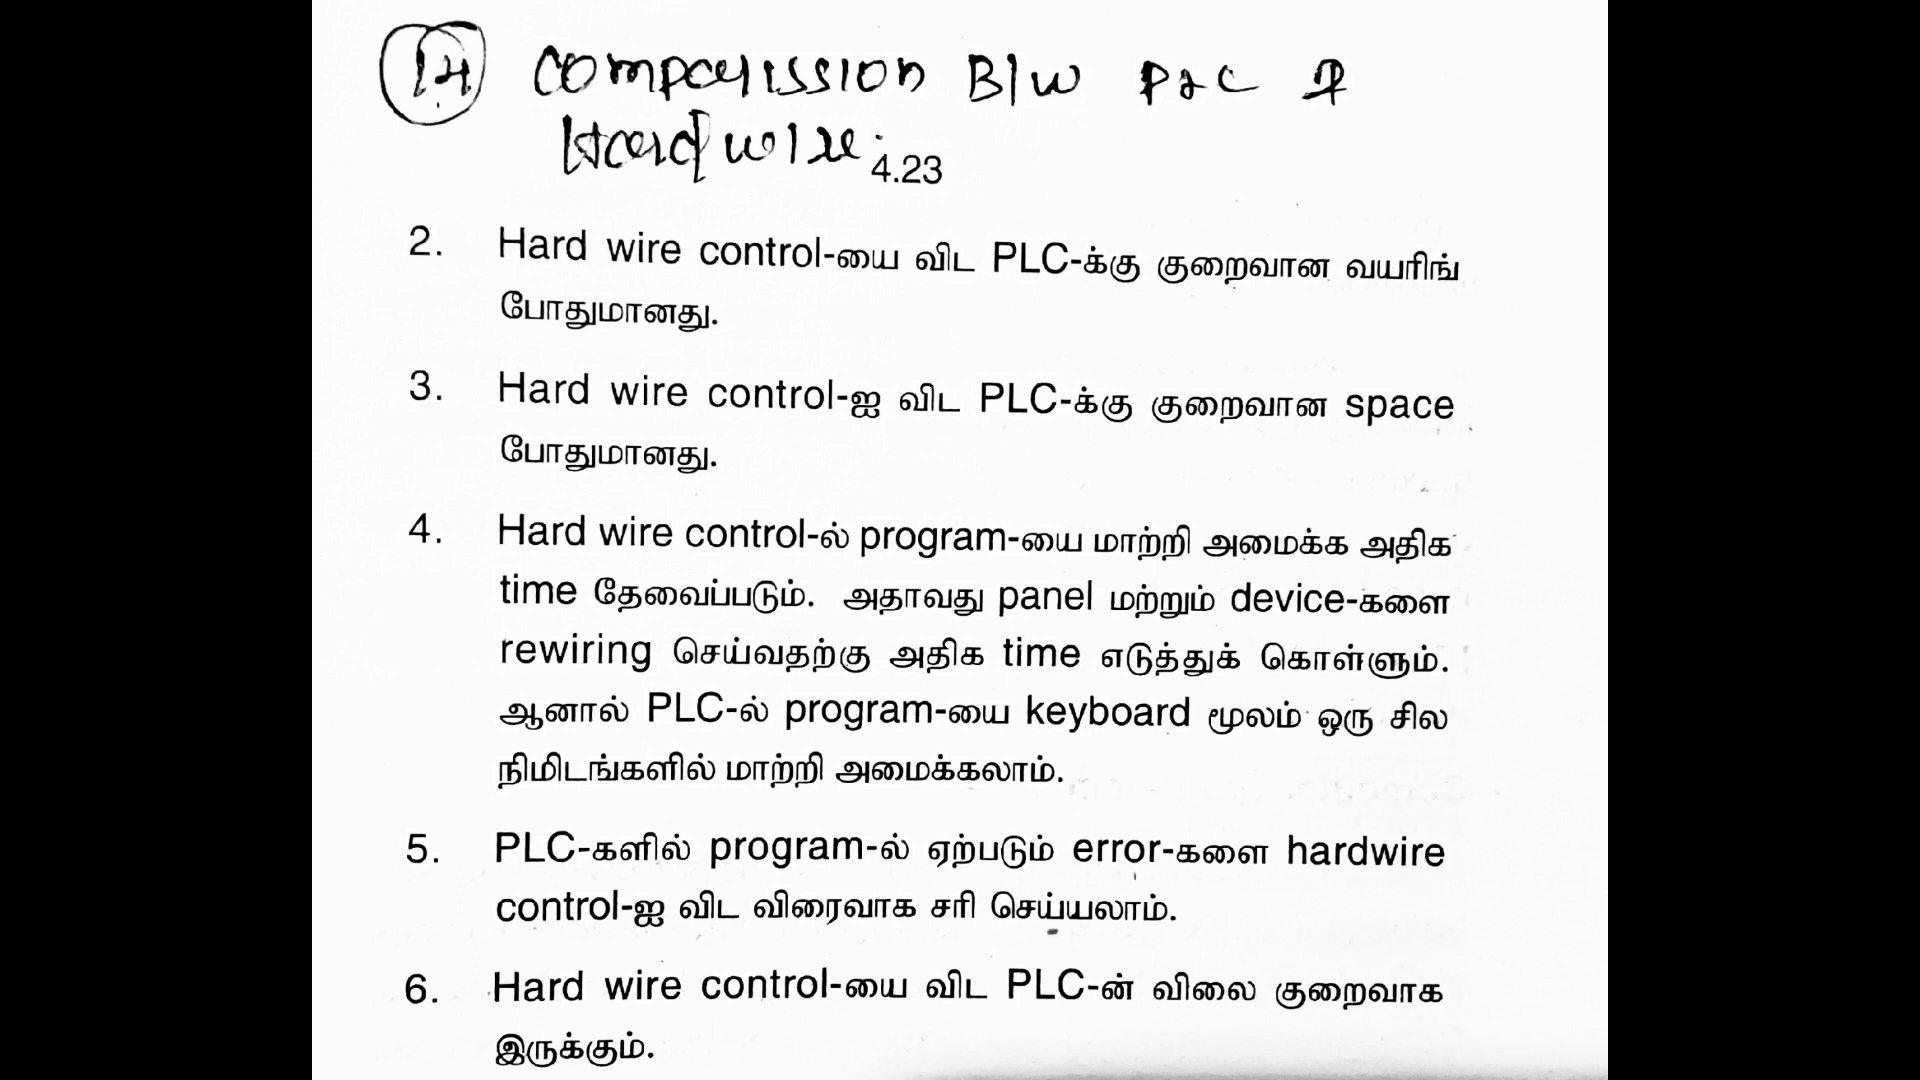 14 Comparission B/w PLC &
Hard wire. 4.23
2. Hard wire control-யை விட PLC-க்கு குறைவான வயரிங்
போதுமானது.
3. Hard wire control-ஐ விட PLC-க்கு குறைவான space
போதுமானது.
4. Hard wire control-ல் program-யை மாற்றி அமைக்க அதிக
time தேவைப்படும். அதாவது panel மற்றும் device-களை
rewiring செய்வதற்கு அதிக time எடுத்துக் கொள்ளும்.
ஆனால் PLC-ல் program-யை keyboard மூலம் ஒரு சில
நிமிடங்களில் மாற்றி அமைக்கலாம்.
5. PLC-களில் program-ல் ஏற்படும் error-களை hardwire
control-ஐ விட விரைவாக சரி செய்யலாம்.
6. Hard wire control-யை விட PLC-ன் விலை குறைவாக
இருக்கும்.